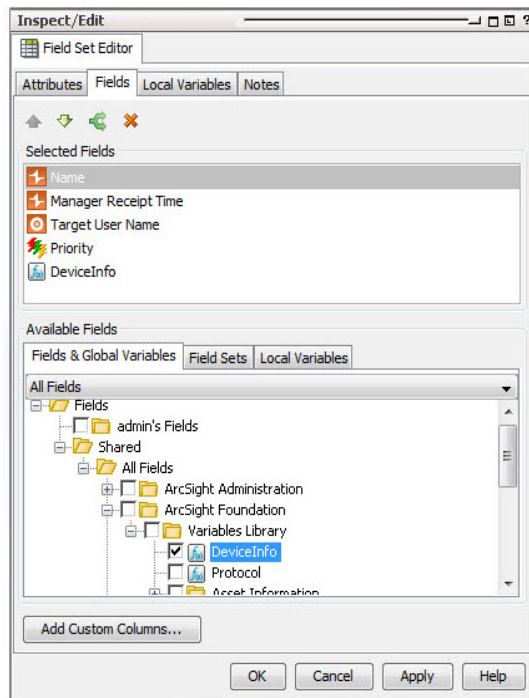 Inspect/Edit
Field Set Editor
Attributes Fields Local Variables Notes
Selected Fields
Name
Manager Receipt Time
Target User Name
Priority
DeviceInfo
Available Fields
Fields & Global Variables Field Sets Local Variables
All Fields
Fields
admin's Fields
Shared
All Fields
ArcSight Administration
ArcSight Foundation
Variables Library
DeviceInfo
Protocol
Asset Information
Add Custom Columns...
OK Cancel Apply Help